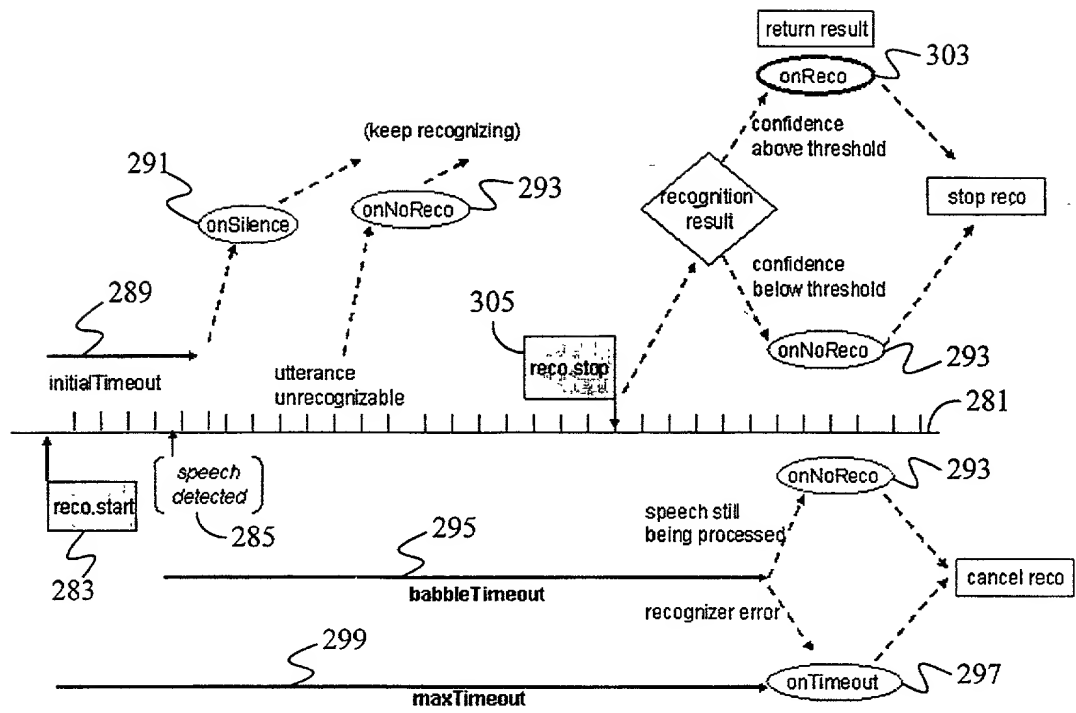 return result
onReco
303
(keep recognizing)
confidence
above threshold
291
293
onSilence
onNoReco
recognition
result
stop reco
289
confidence
below threshold
305
reco.stop
onNoReco
293
initialTimeout
utterance
unrecognizable
281
speech
detected
285
reco.start
283
onNoReco
293
speech still
being processed
295
babbleTimeout
cancel reco
recognizer error
299
maxTimeout
onTimeout
297